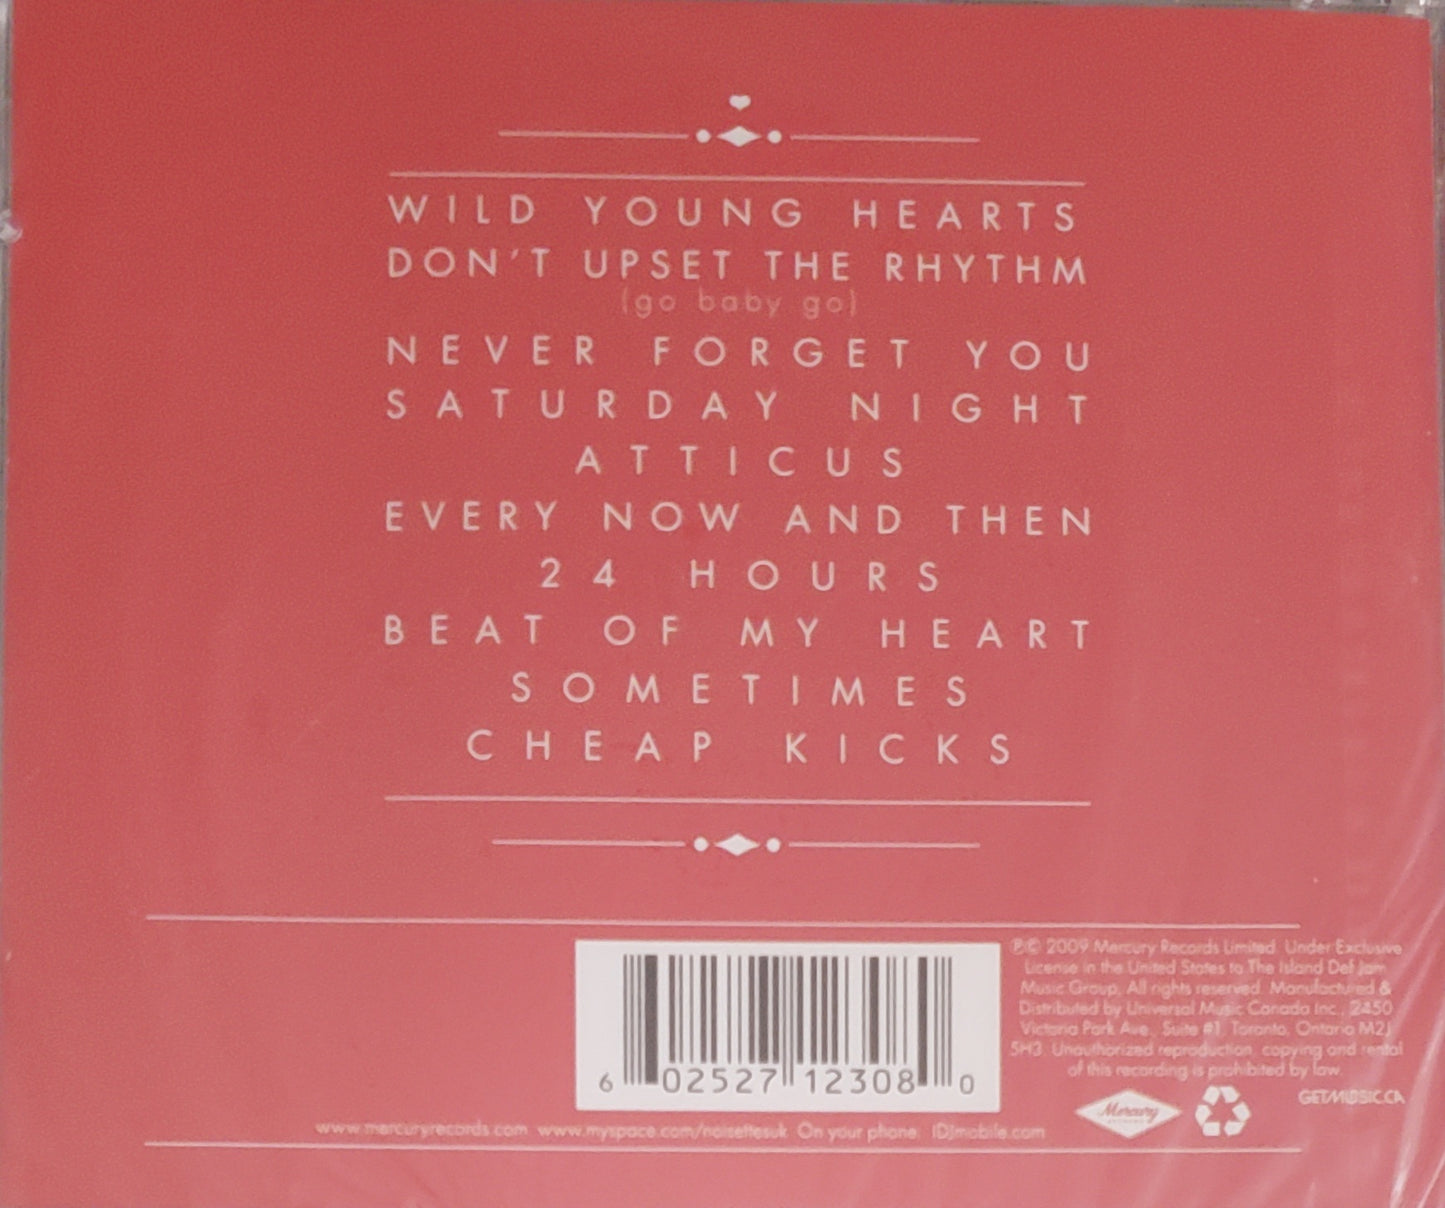 WILD YOUNG HEARTS
DON'T UPSET THE RHYTHM
(go baby go)
NEVER FORGET YOU
SATURDAY NIGHT
ATTICUS
EVERY NOW AND THEN
24 HOURS
BEAT OF MY HEART
SOMETIMES
CHEAP KICKS
℗© 2009 Mercury Records Limited. Under Exclusive
License in the United States to The Island Def Jam
Music Group, All rights reserved. Manufactured &
Distributed by Universal Music Canada Inc., 2450
Victoria Park Ave., Suite #1, Toronto, Ontario M2J
5H3. Unauthorized reproduction, copying and rental
of this recording is prohibited by law.
6 02527 12308 0
Mercury
GETMUSIC.CA
www.mercuryrecords.com www.myspace.com/noisettesuk On your phone: IDJmobile.com